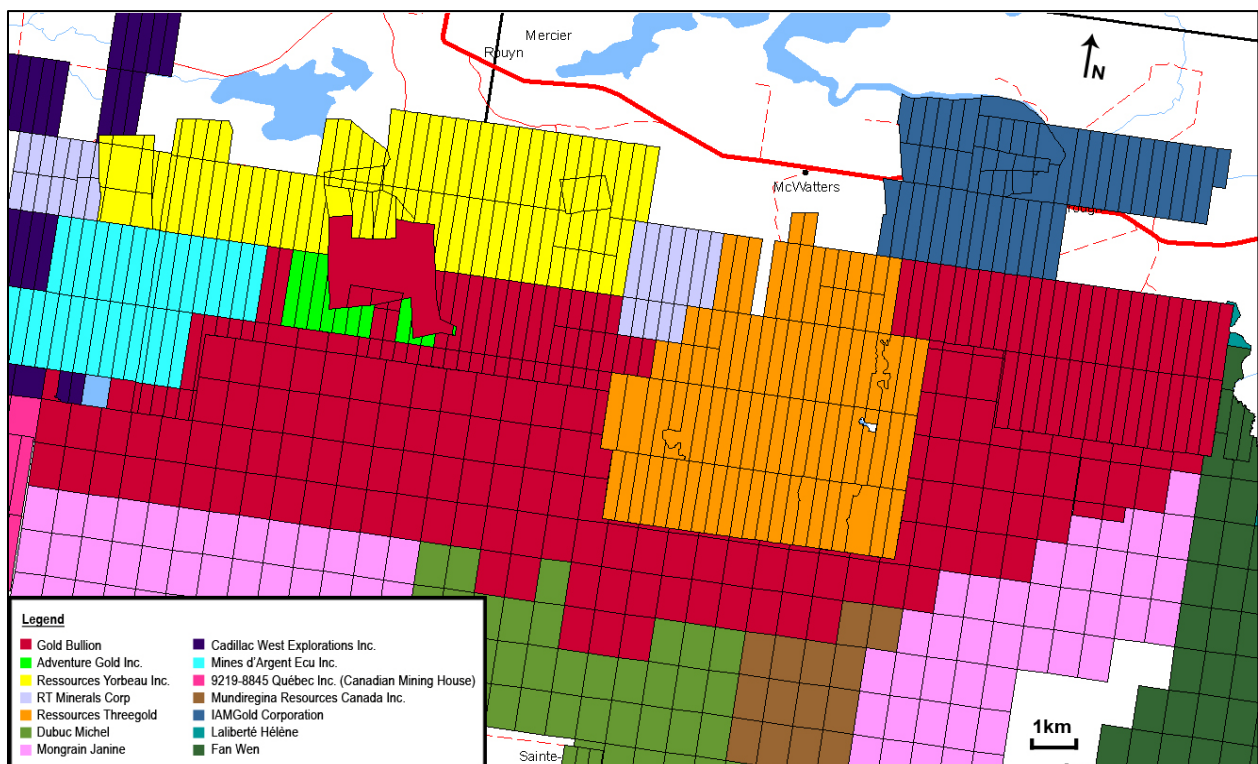 Mercier
Rouyn
N
McWatters
Legend
Gold Bullion
Adventure Gold Inc.
Ressources Yorbeau Inc.
RT Minerals Corp
Ressources Threegold
Dubuc Michel
Mongrain Janine
Cadillac West Explorations Inc.
Mines d'Argent Ecu Inc.
9219-8845 Québec Inc. (Canadian Mining House)
Mundiregina Resources Canada Inc.
IAMGold Corporation
Laliberté Hélène
Fan Wen
1km
Sainte-